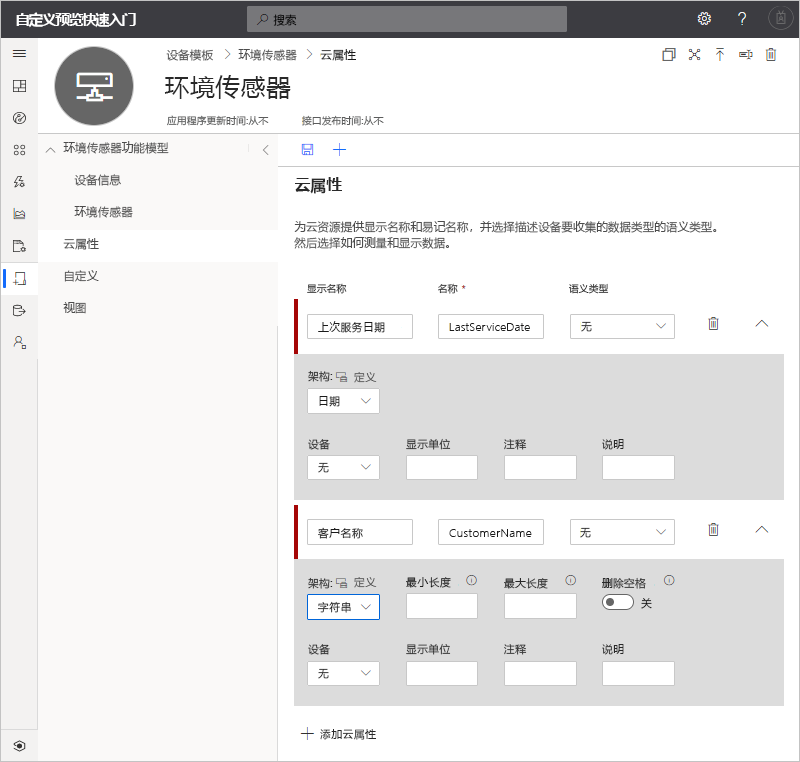 自定义预览快速入门
搜索
?
设备模板 > 环境传感器 > 云属性
环境传感器
应用程序更新时间:从不 接口发布时间:从不
环境传感器功能模型
设备信息
环境传感器
云属性
自定义
视图
云属性
为云资源提供显示名称和易记名称，并选择描述设备要收集的数据类型的语义类型。
然后选择如何测量和显示数据。
显示名称 名称 * 语义类型
上次服务日期 LastServiceDate 无
架构: 定义
日期
设备 显示单位 注释 说明
无
客户名称 CustomerName 无
架构: 定义 最小长度 最大长度 删除空格
字符串 关
设备 显示单位 注释 说明
无
添加云属性